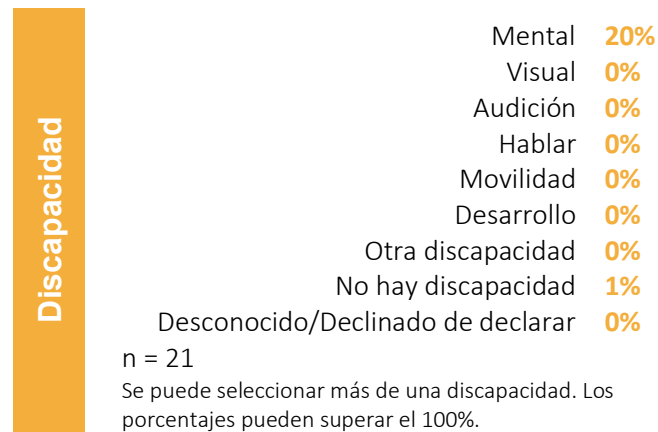 Discapacidad
Mental 20%
Visual 0%
Audición 0%
Hablar 0%
Movilidad 0%
Desarrollo 0%
Otra discapacidad 0%
No hay discapacidad 1%
Desconocido/Declinado de declarar 0%
n = 21
Se puede seleccionar más de una discapacidad. Los
porcentajes pueden superar el 100%.